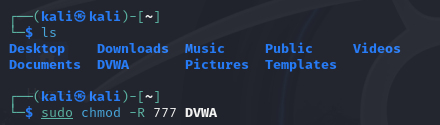 ┌──(kali㉿kali)-[~]
└─$ ls
Desktop Downloads Music Public Videos
Documents DVWA Pictures Templates
┌──(kali㉿kali)-[~]
└─$ sudo chmod -R 777 DVWA